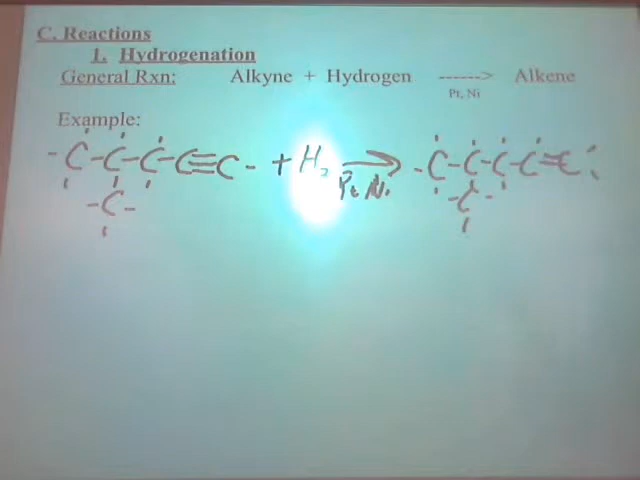 C. Reactions
1. Hydrogenation
General Rxn: Alkyne + Hydrogen ------> Alkene
Pt, Ni
Example:
-C-C-C-C≡C- + H₂ → -C-C-C-C=C
Pt Ni
-C- -C-